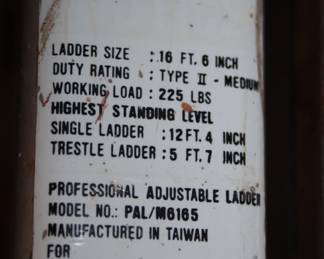 LADDER SIZE : 16 FT. 6 INCH
DUTY RATING : TYPE II - MEDIUM
WORKING LOAD : 225 LBS
HIGHEST STANDING LEVEL
SINGLE LADDER : 12 FT. 4 INCH
TRESTLE LADDER : 5 FT. 7 INCH
PROFESSIONAL ADJUSTABLE LADDER
MODEL NO.: PAL/M6165
MANUFACTURED IN TAIWAN
FOR